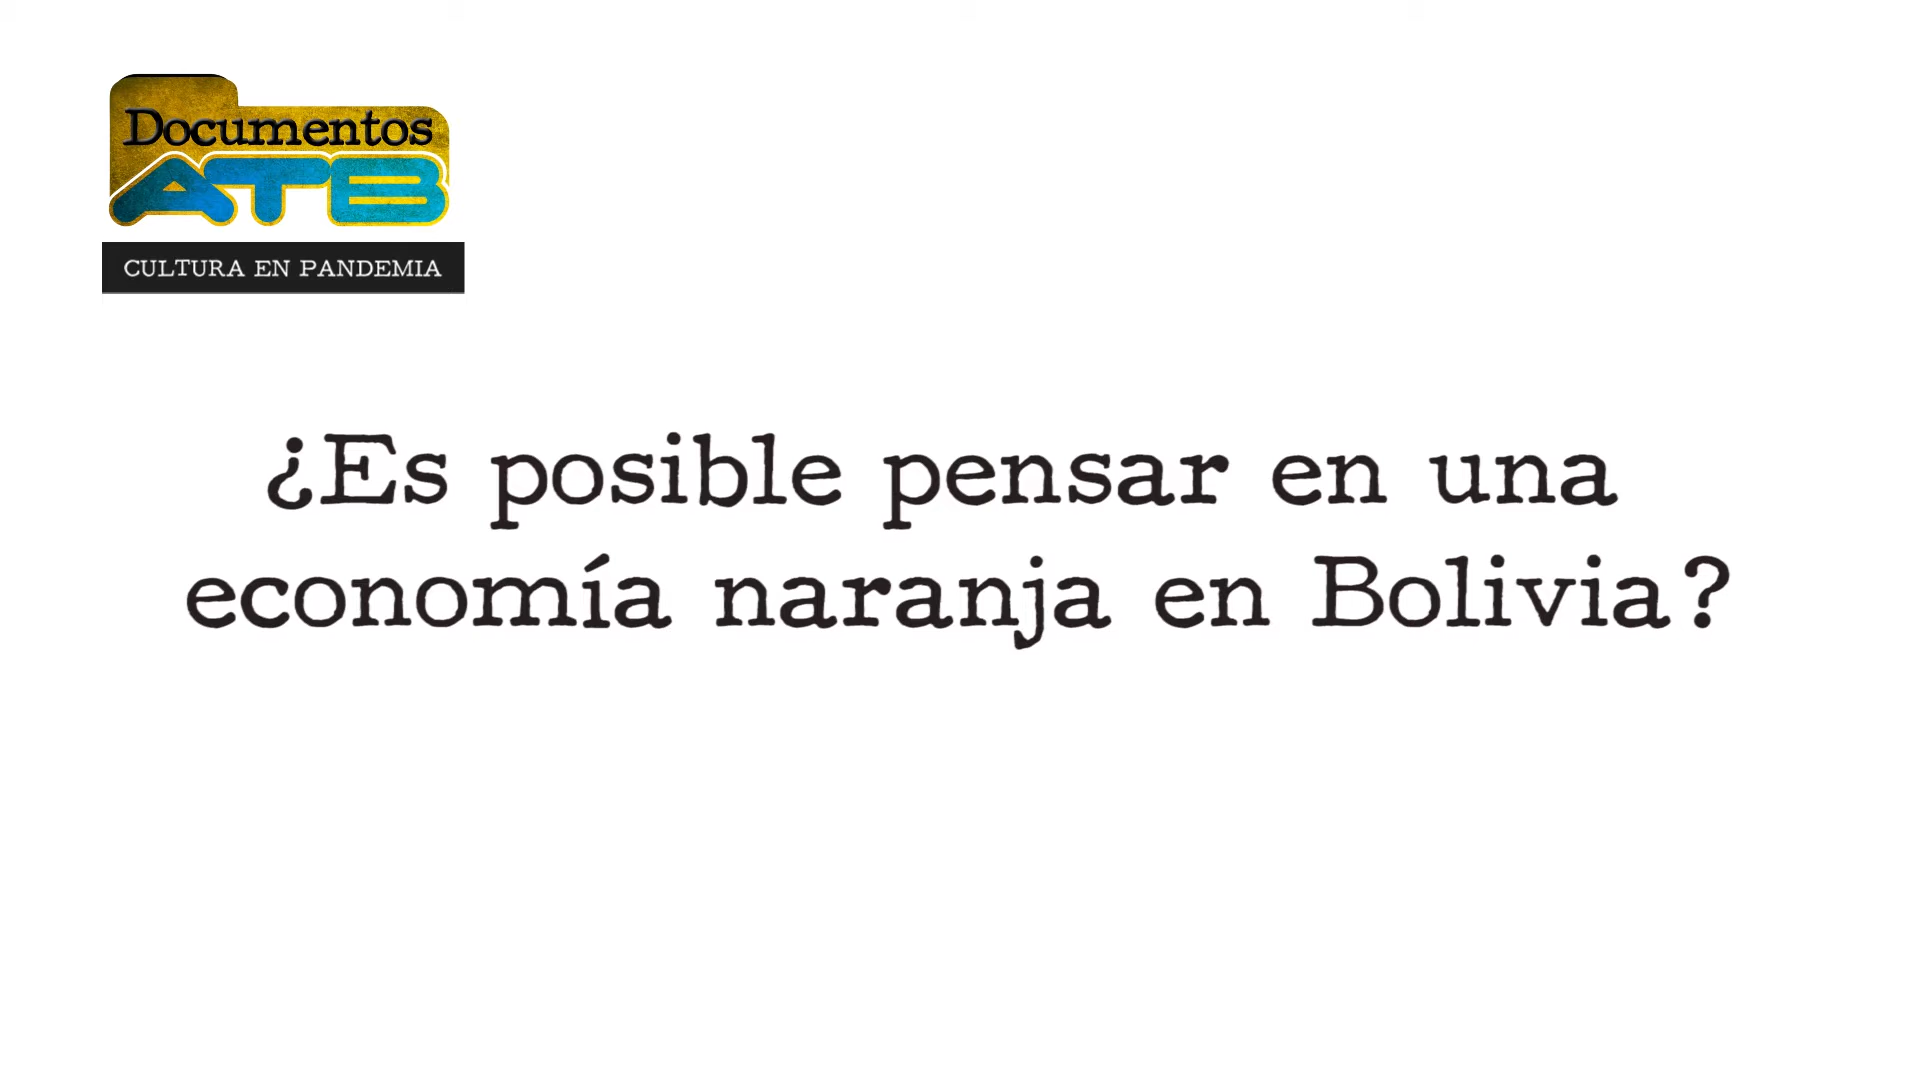 Documentos
ATB
CULTURA EN PANDEMIA
¿Es posible pensar en una
economía naranja en Bolivia?